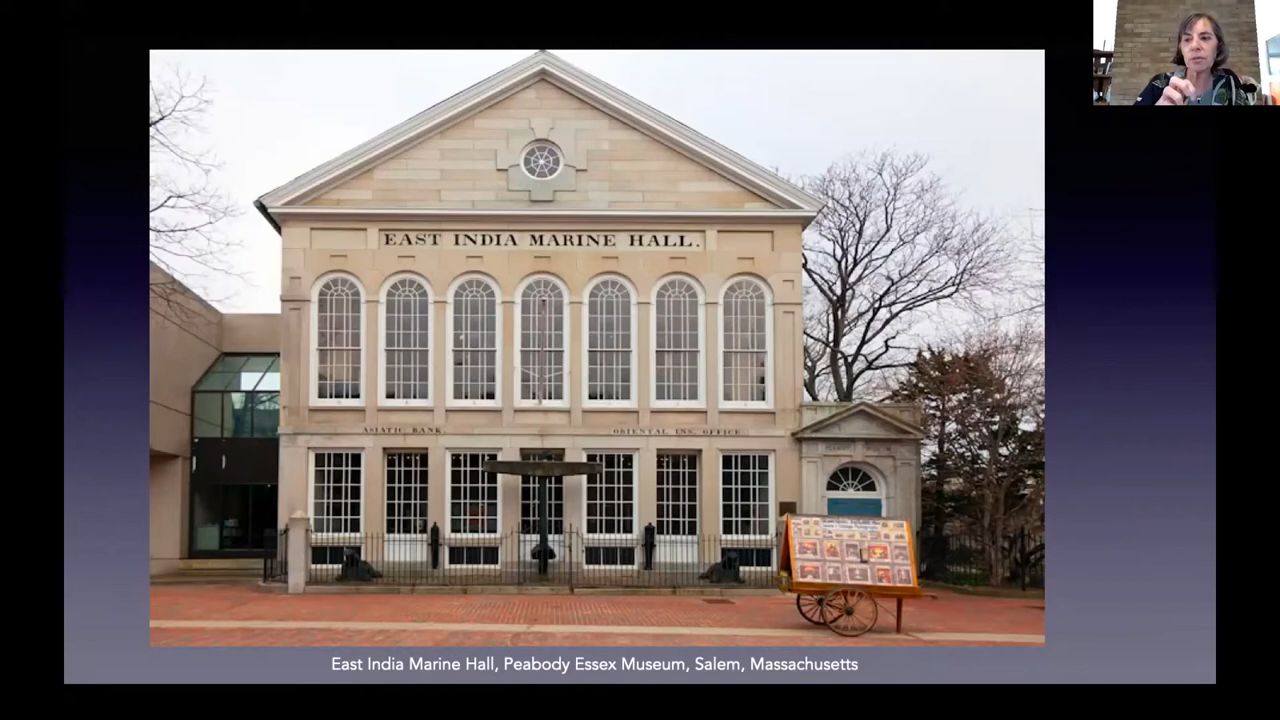 EAST INDIA MARINE HALL.
ASIATIC BANK.
ORIENTAL INS. OFFICE.
East India Marine Hall, Peabody Essex Museum, Salem, Massachusetts